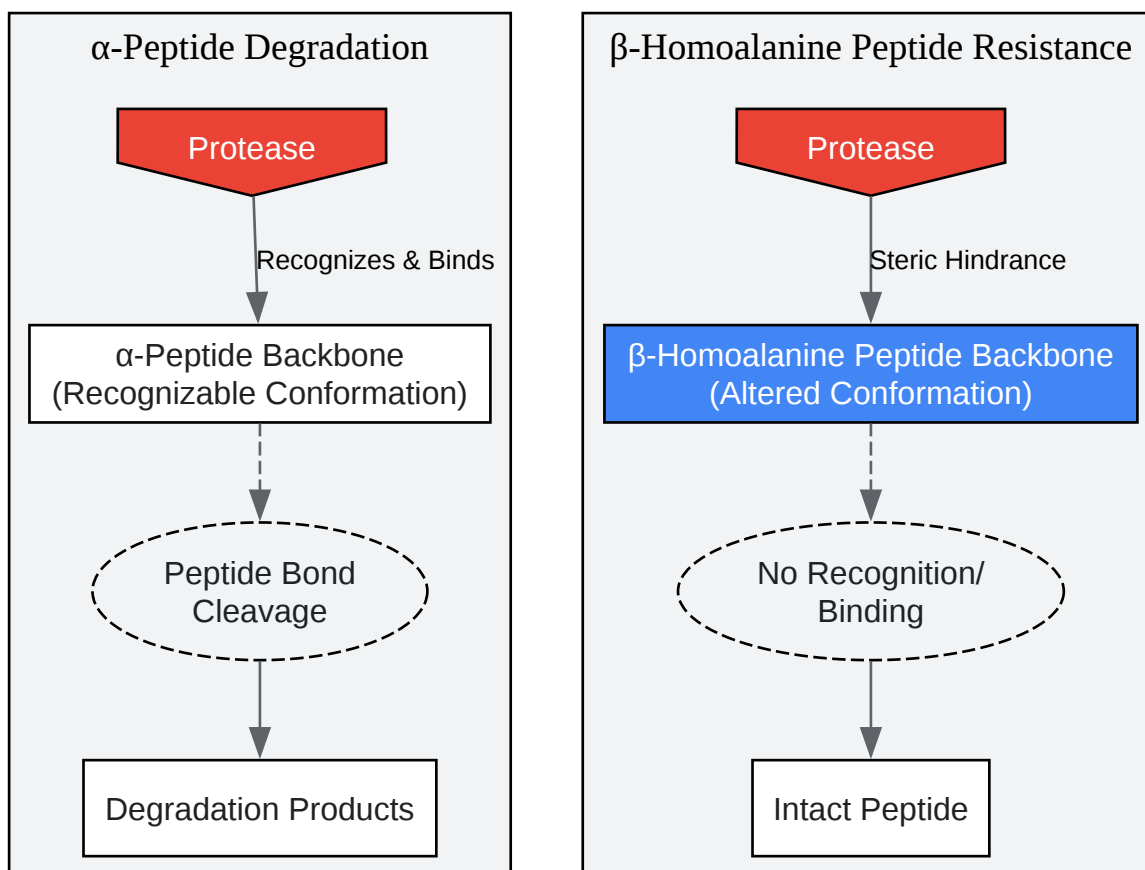 α-Peptide Degradation
Protease
Recognizes & Binds
α-Peptide Backbone
(Recognizable Conformation)
Peptide Bond
Cleavage
Degradation Products
β-Homoalanine Peptide Resistance
Protease
Steric Hindrance
β-Homoalanine Peptide Backbone
(Altered Conformation)
No Recognition/
Binding
Intact Peptide